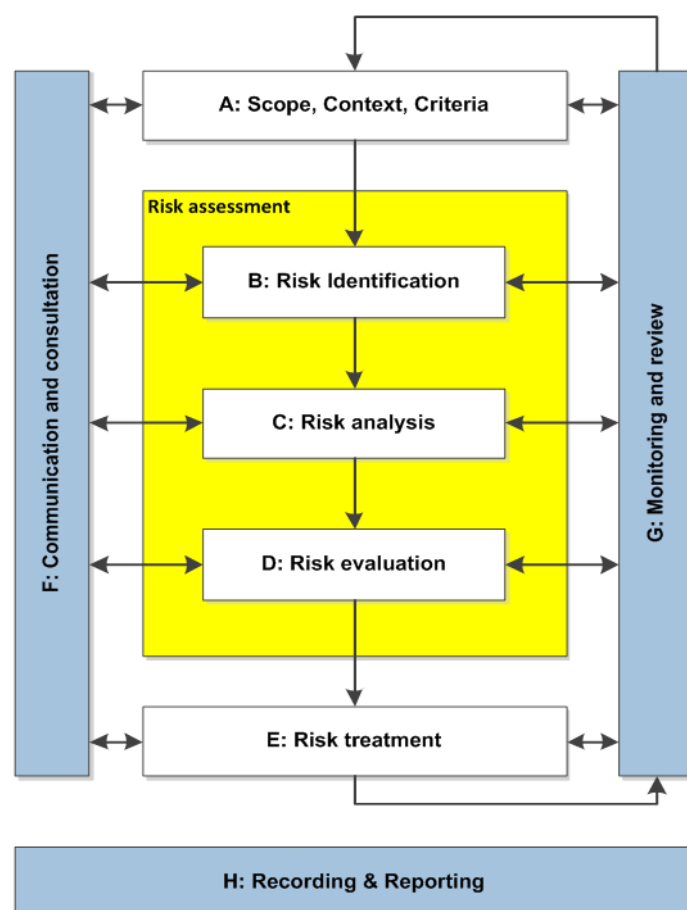 A: Scope, Context, Criteria
Risk assessment
B: Risk Identification
C: Risk analysis
D: Risk evaluation
E: Risk treatment
F: Communication and consultation
G: Monitoring and review
H: Recording & Reporting